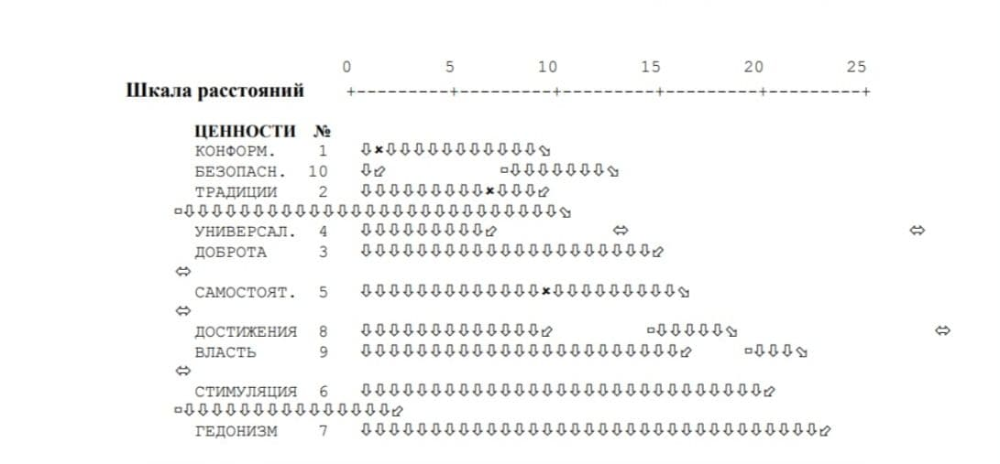 0 5 10 15 20 25
Шкала расстояний +---------+---------+---------+---------+---------+
ЦЕННОСТИ №
КОНФОРМ. 1
БЕЗОПАСН. 10
ТРАДИЦИИ 2
УНИВЕРСАЛ. 4
ДОБРОТА 3
САМОСТОЯТ. 5
ДОСТИЖЕНИЯ 8
ВЛАСТЬ 9
СТИМУЛЯЦИЯ 6
ГЕДОНИЗМ 7